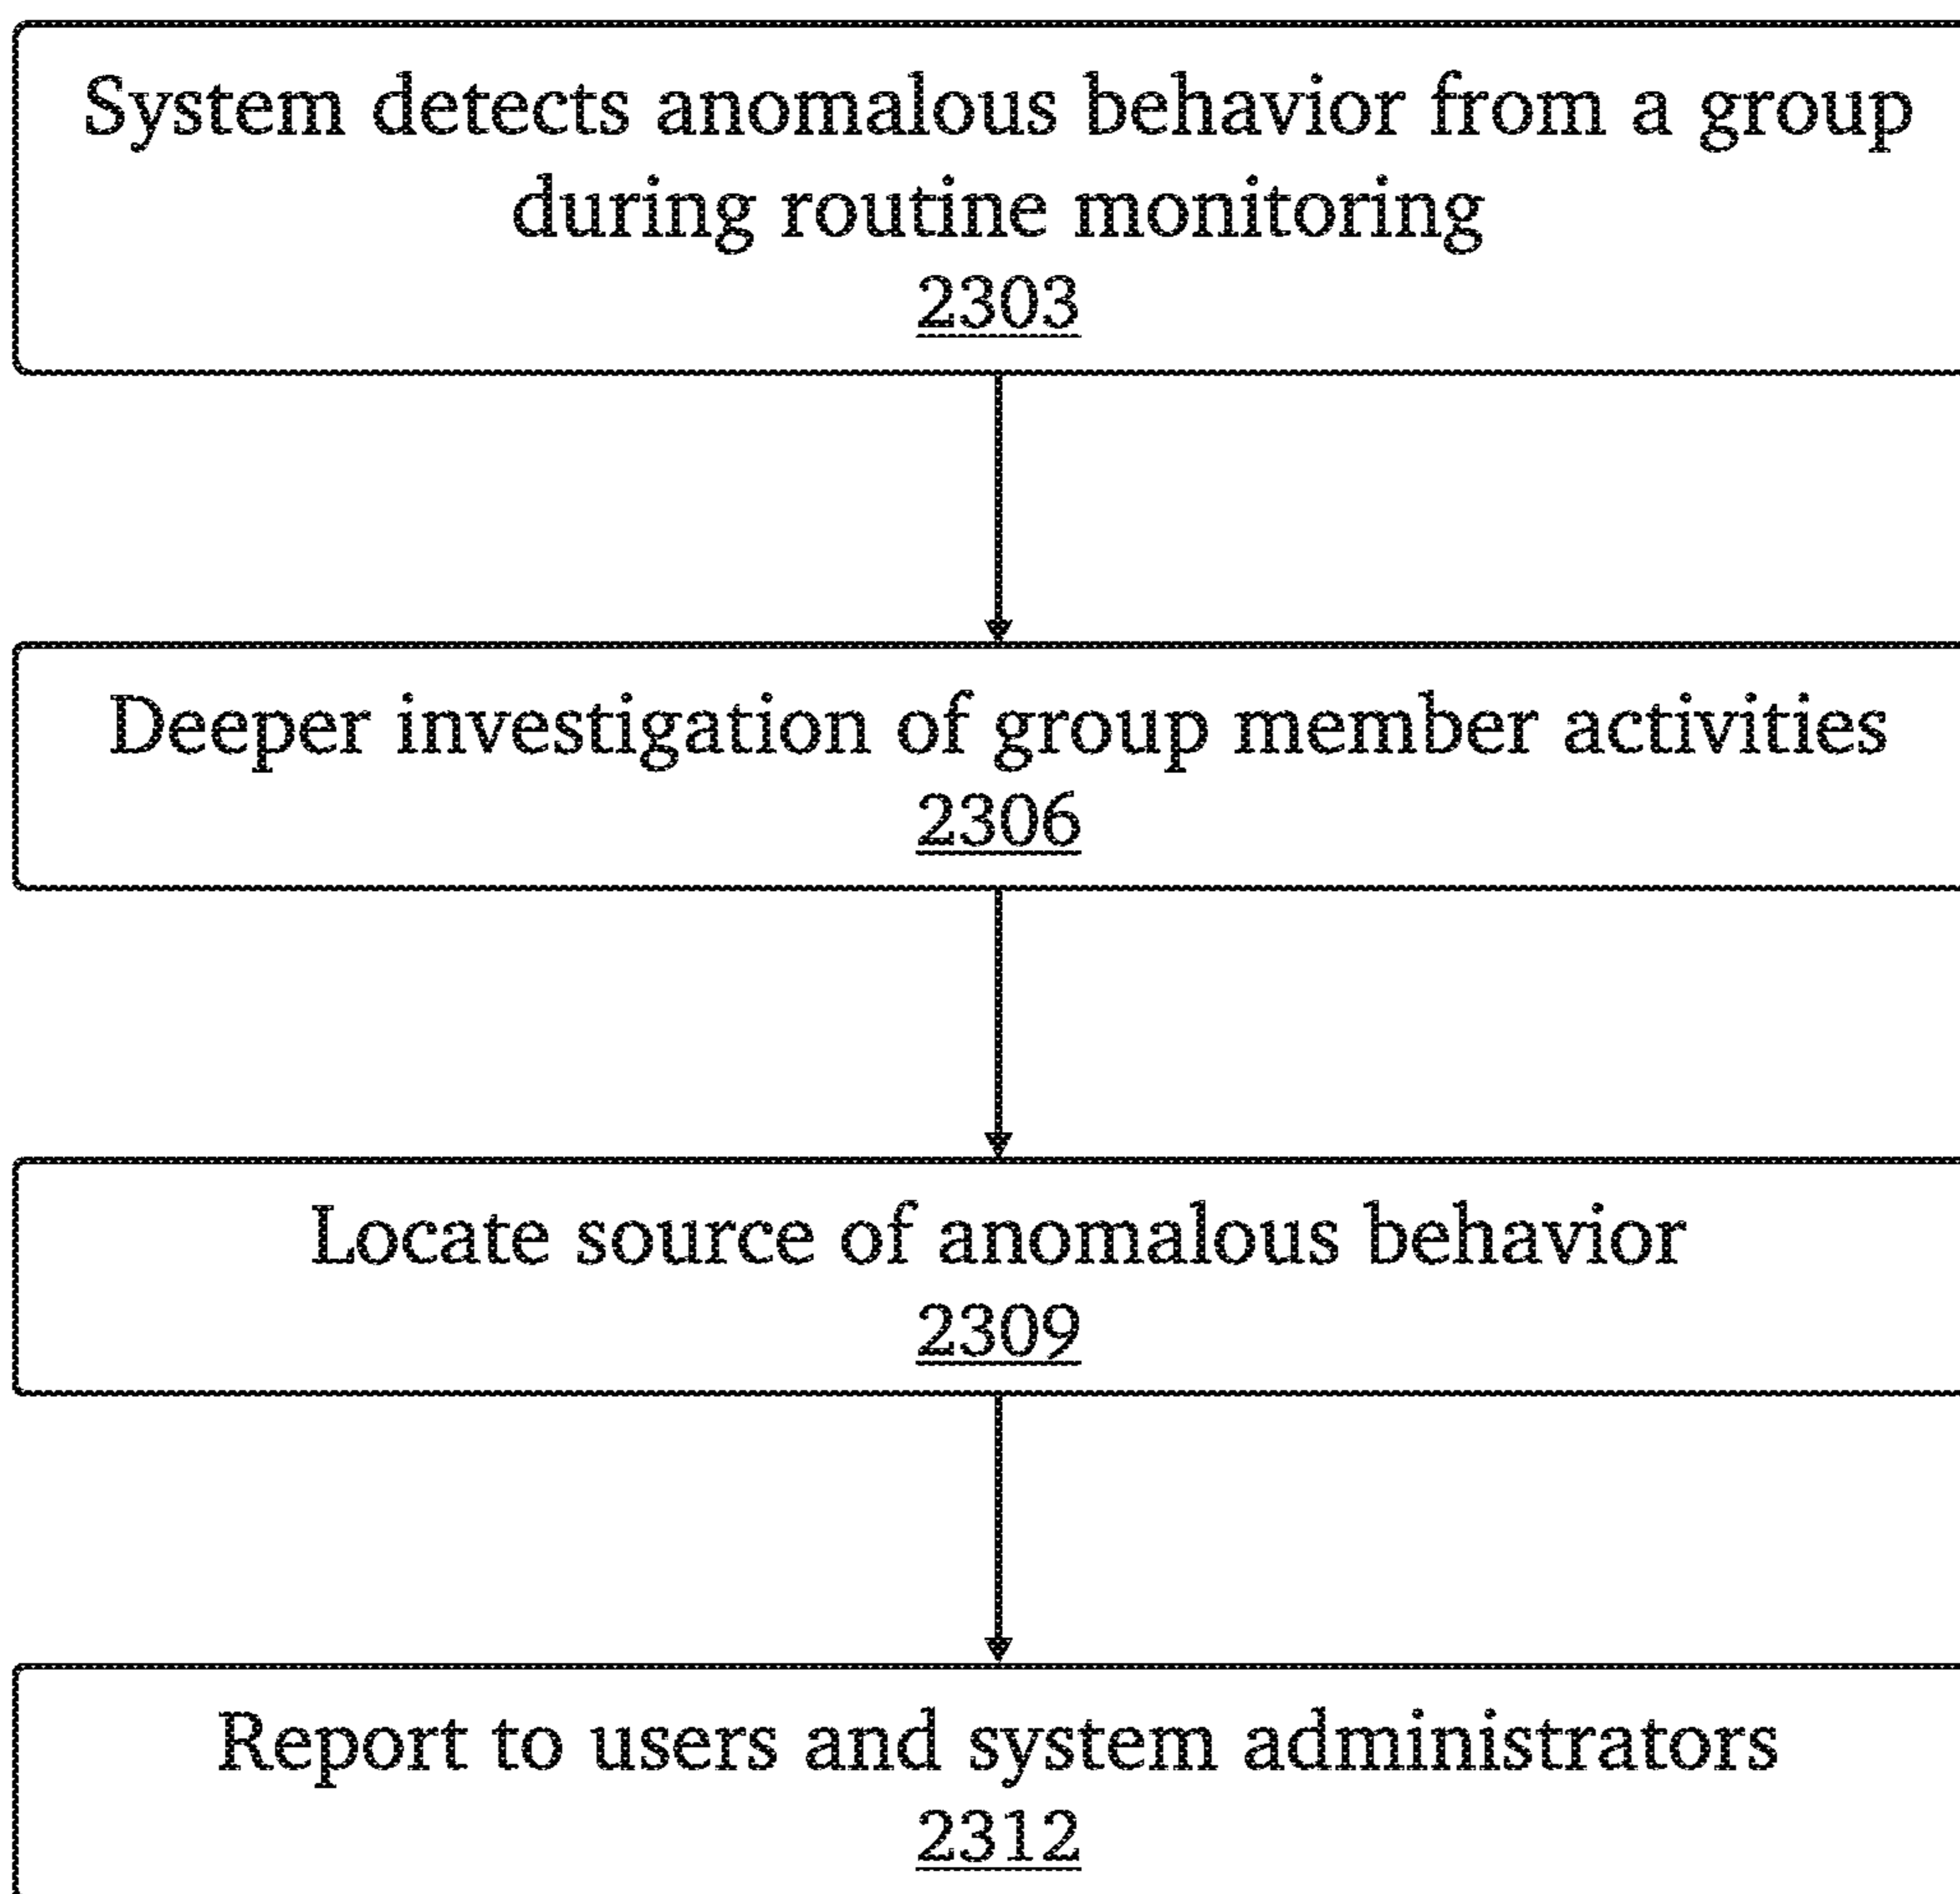 System detects anomalous behavior from a group
during routine monitoring
2303
Deeper investigation of group member activities
2306
Locate source of anomalous behavior
2309
Report to users and system administrators
2312